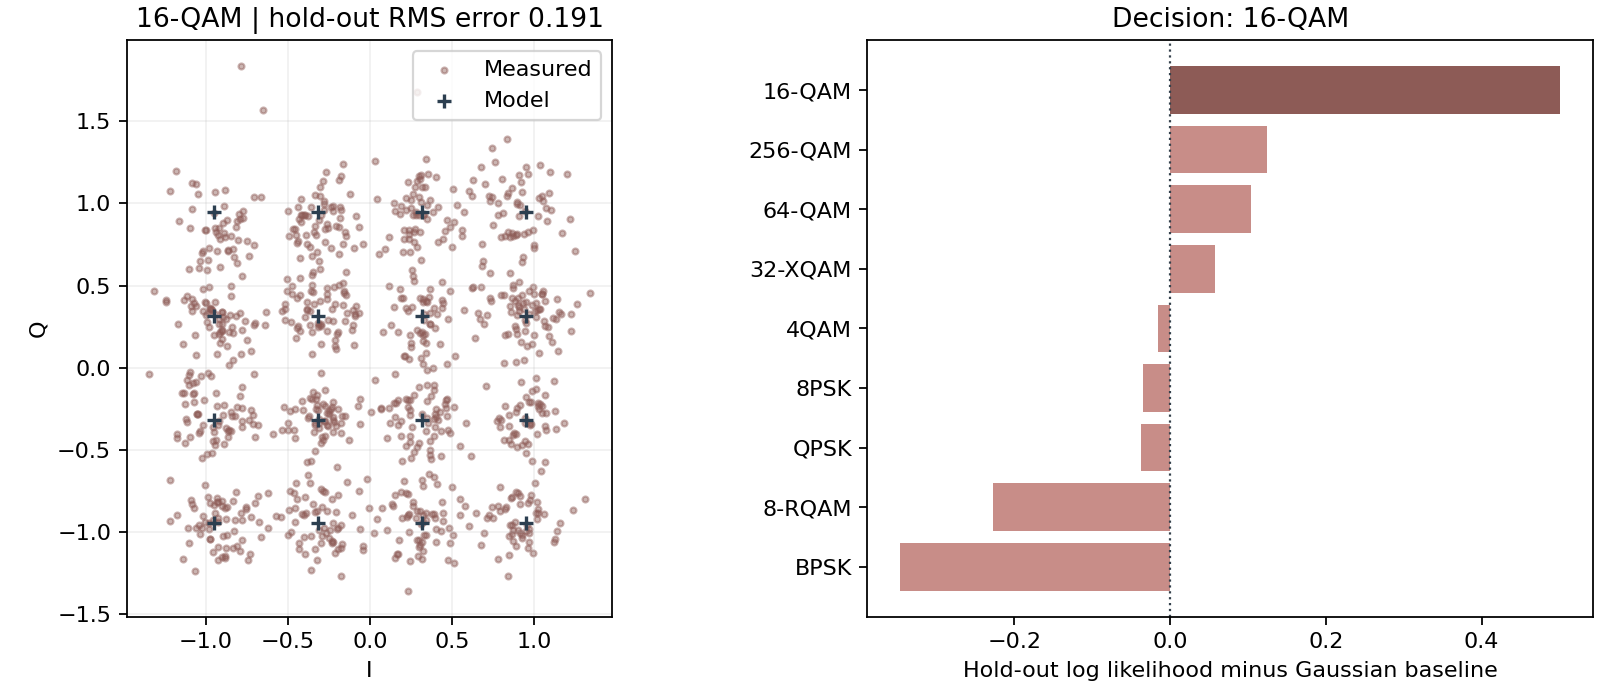 16-QAM | hold-out RMS error 0.191
Measured
Model
Q
1.5
1.0
0.5
0.0
−0.5
−1.0
−1.5
−1.0
−0.5
0.0
0.5
1.0
I
Decision: 16-QAM
16-QAM
256-QAM
64-QAM
32-XQAM
4QAM
8PSK
QPSK
8-RQAM
BPSK
−0.2
0.0
0.2
0.4
Hold-out log likelihood minus Gaussian baseline